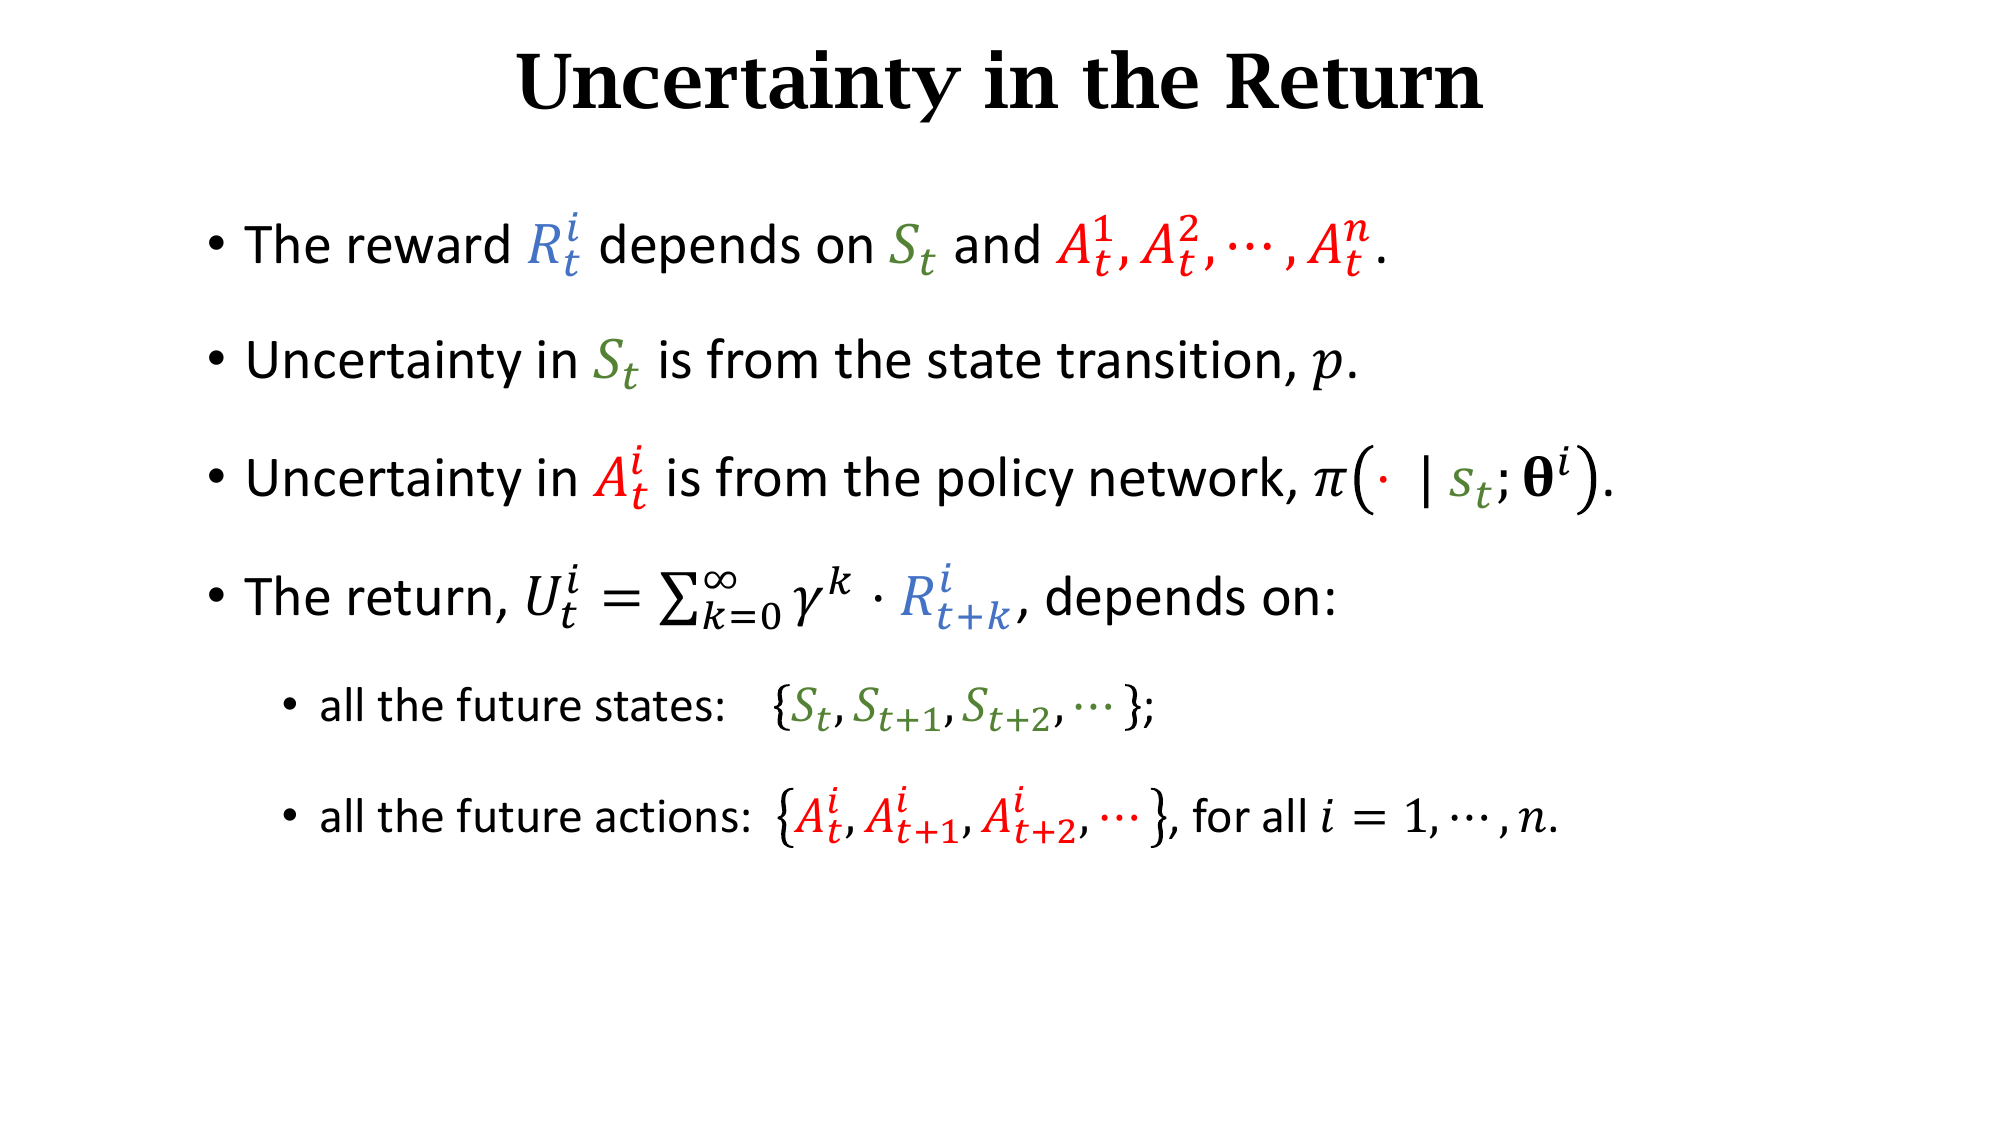 Uncertainty in the Return
• The reward $R_t^i$ depends on $S_t$ and $A_t^1, A_t^2, \cdots, A_t^n$.
• Uncertainty in $S_t$ is from the state transition, $p$.
• Uncertainty in $A_t^i$ is from the policy network, $\pi(\cdot \mid s_t; \boldsymbol{\theta}^i)$.
• The return, $U_t^i = \sum_{k=0}^{\infty} \gamma^k \cdot R_{t+k}^i$, depends on:
• all the future states: $\{S_t, S_{t+1}, S_{t+2}, \cdots\}$;
• all the future actions: $\{A_t^i, A_{t+1}^i, A_{t+2}^i, \cdots\}$, for all $i = 1, \cdots, n$.